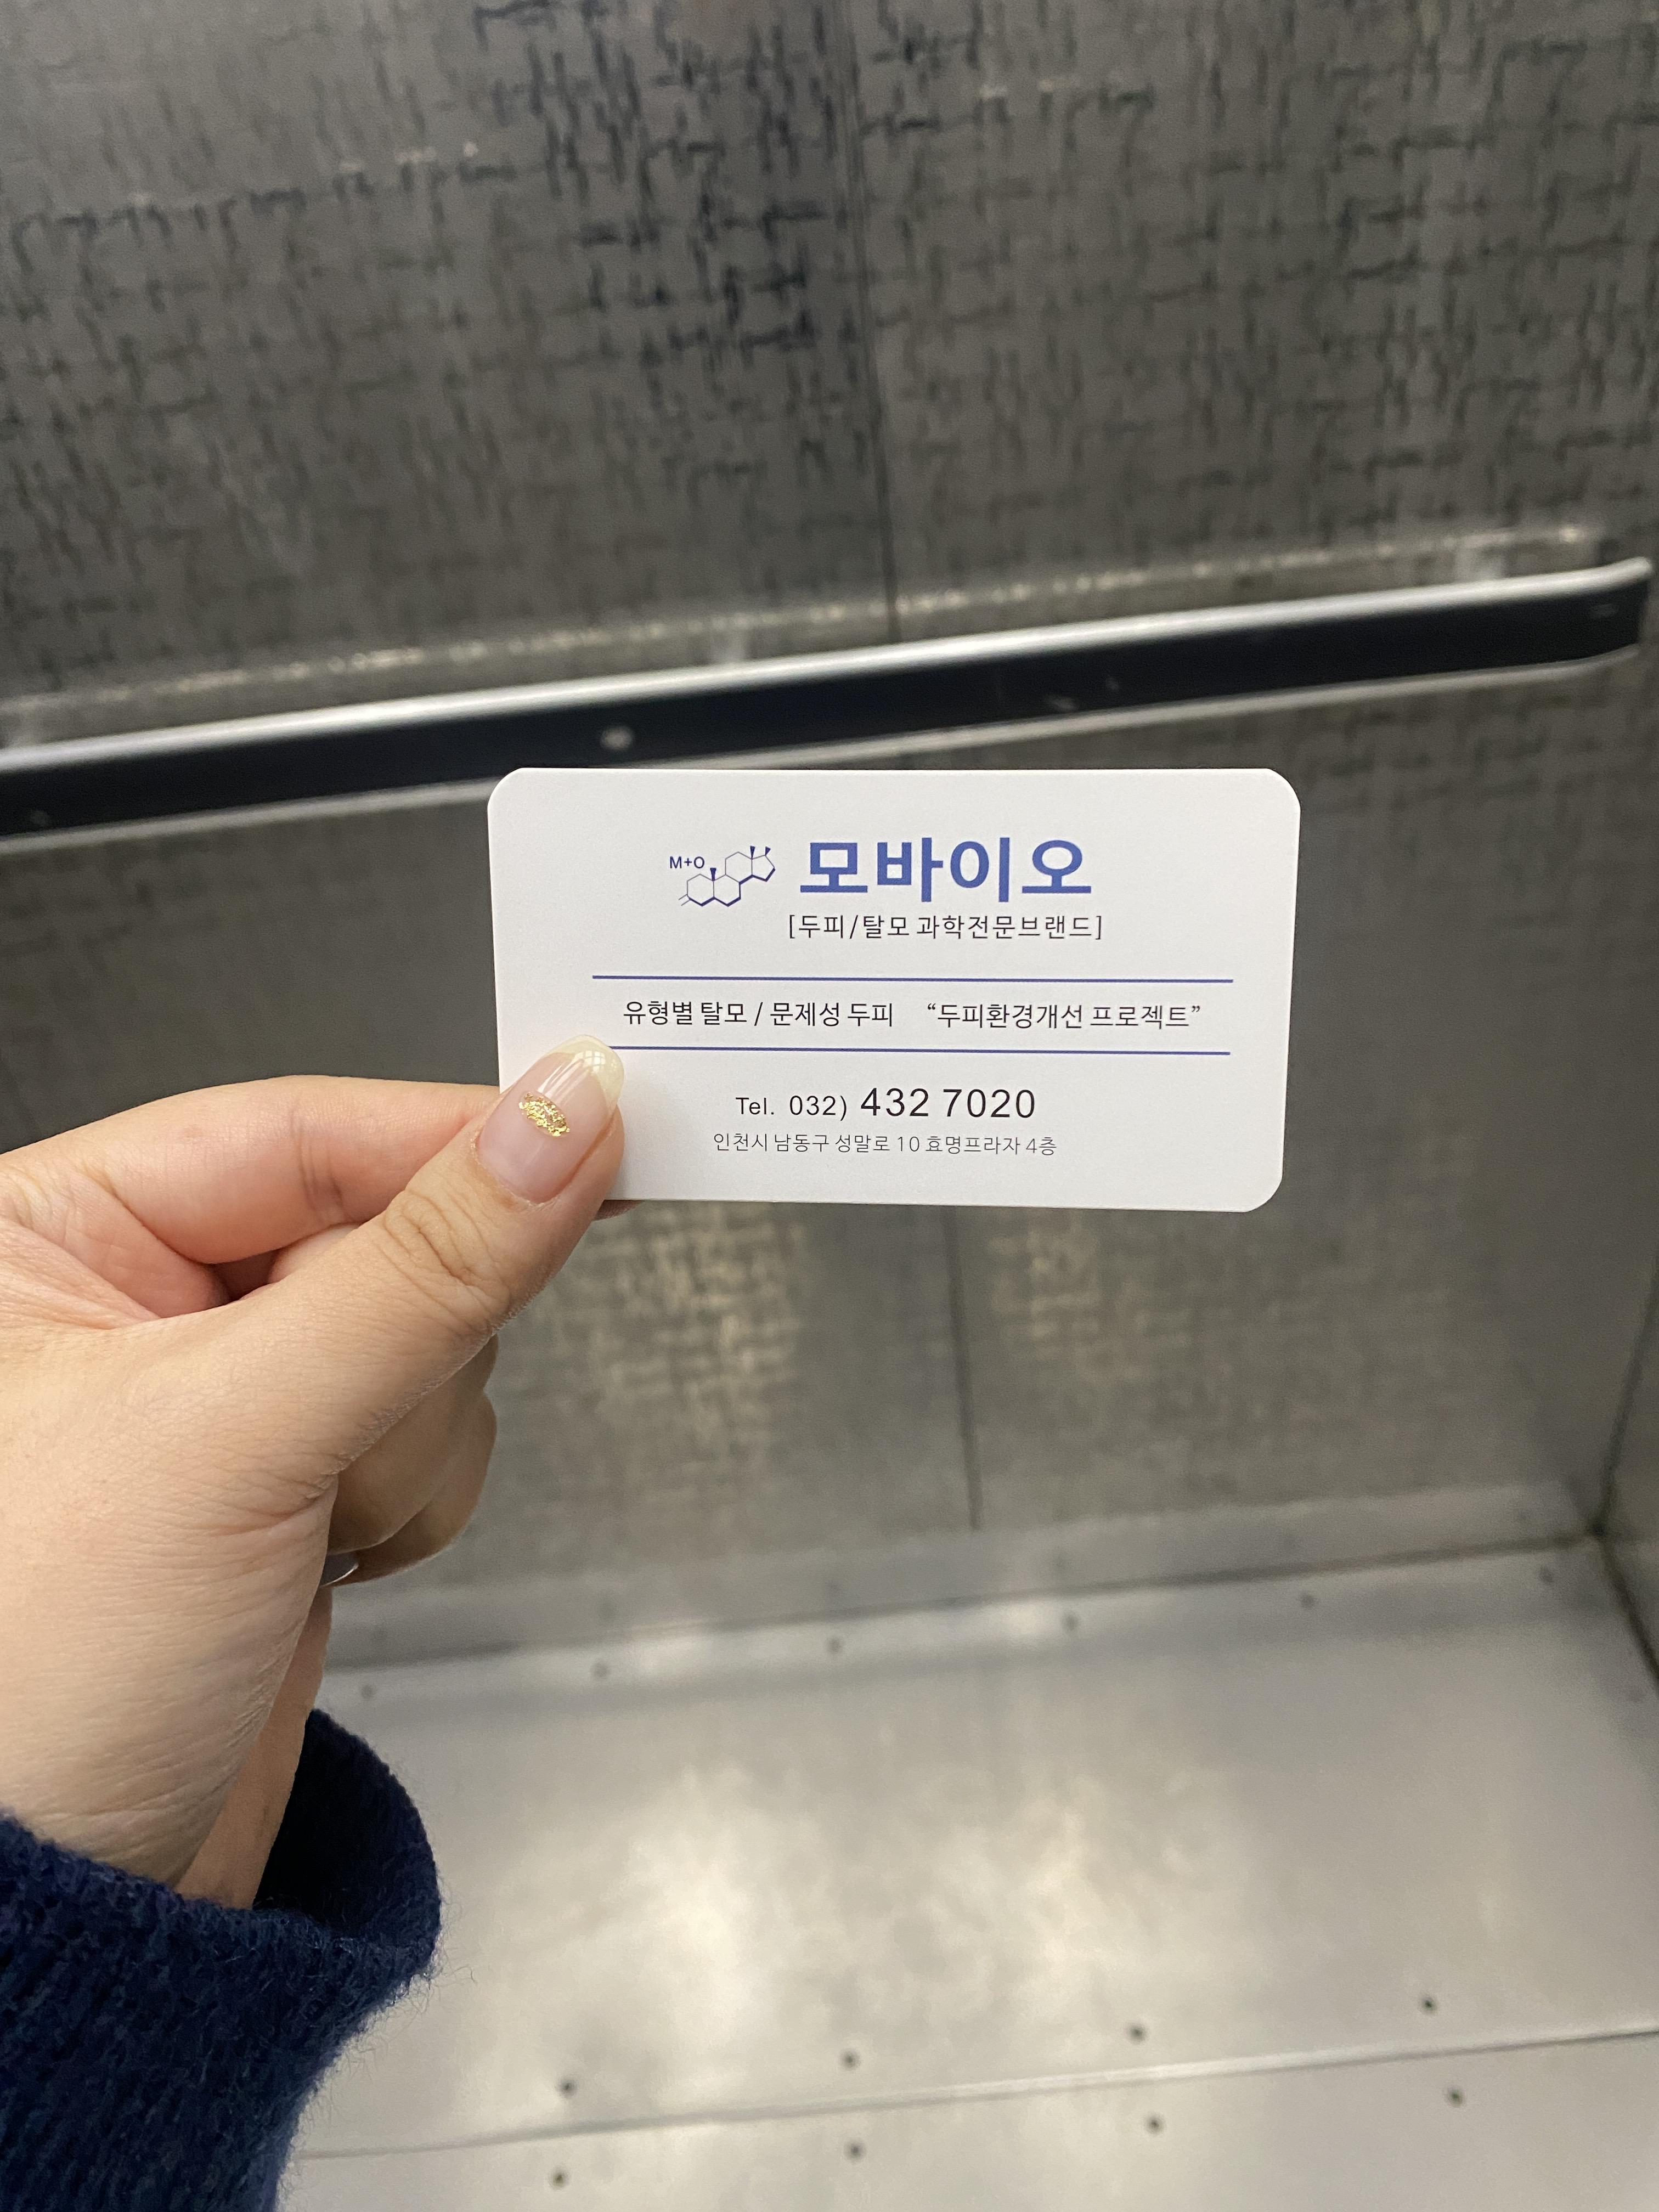 M+O 모바이오
[두피/탈모 과학전문브랜드]
유형별 탈모 / 문제성 두피 “두피환경개선 프로젝트”
Tel. 032) 432 7020
인천시 남동구 성말로 10 효명프라자 4층